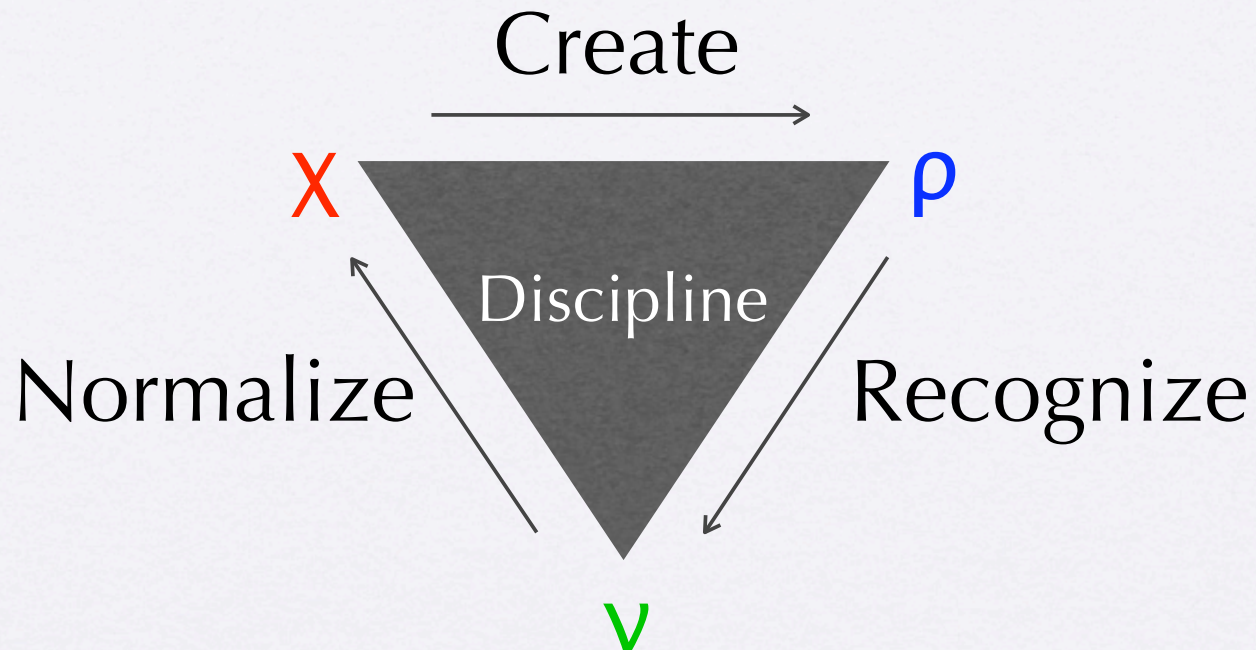 Create
χ
ρ
Discipline
Normalize
Recognize